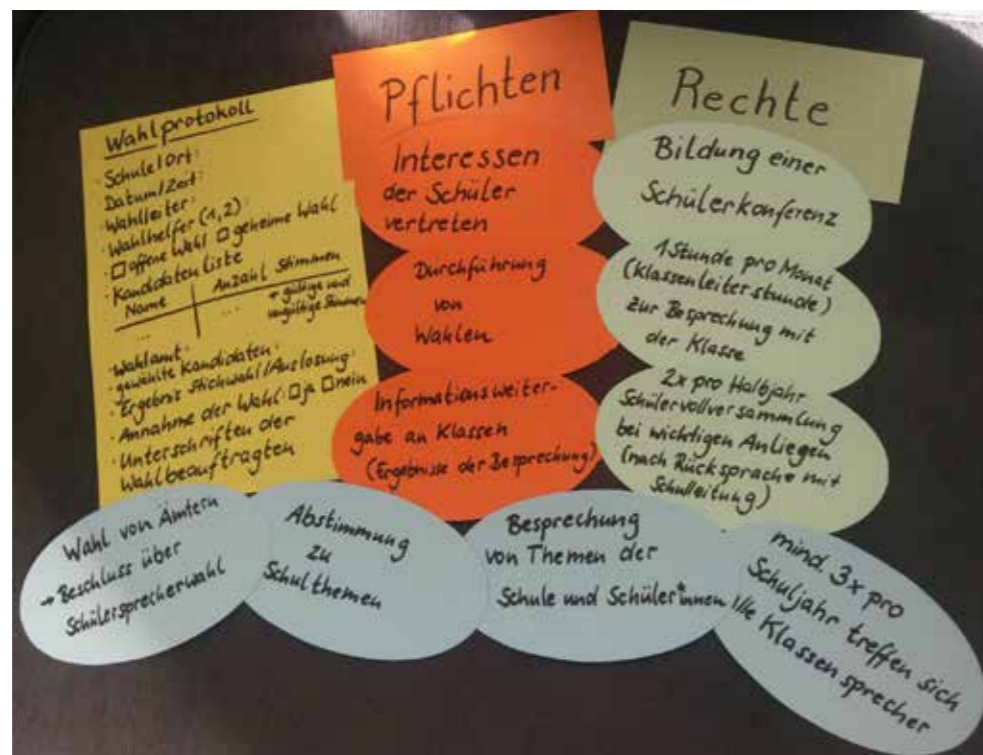 Wahlprotokoll
· Schule/Ort:
· Datum/Zeit:
· Wahlleiter:
· Wahlhelfer (1,2):
· □ offene Wahl □ geheime Wahl
· Kandidatenliste
Name Anzahl Stimmen
... ... → gültige und
ungültige Stimmen
· Wahlamt:
· gewählte Kandidaten:
· Ergebnis Stichwahl/Auslosung:
· Annahme der Wahl: □ ja □ nein
· Unterschriften der
Wahlbeauftragten
Pflichten
Interessen
der Schüler
vertreten
Durchführung
von
Wahlen
Informationsweiter-
gabe an Klassen
(Ergebnisse der Besprechung)
Rechte
Bildung einer
Schülerkonferenz
1 Stunde pro Monat
(Klassenleiterstunde)
zur Besprechung mit
der Klasse
2x pro Halbjahr
Schülervollversammlung
bei wichtigen Anliegen
(nach Rücksprache mit
Schulleitung)
Wahl von Ämtern
→ Beschluss über
Schülersprecherwahl
Abstimmung
zu
Schulthemen
Besprechung
von Themen der
Schule und Schüler*innen
mind. 3x pro
Schuljahr treffen sich
alle Klassensprecher